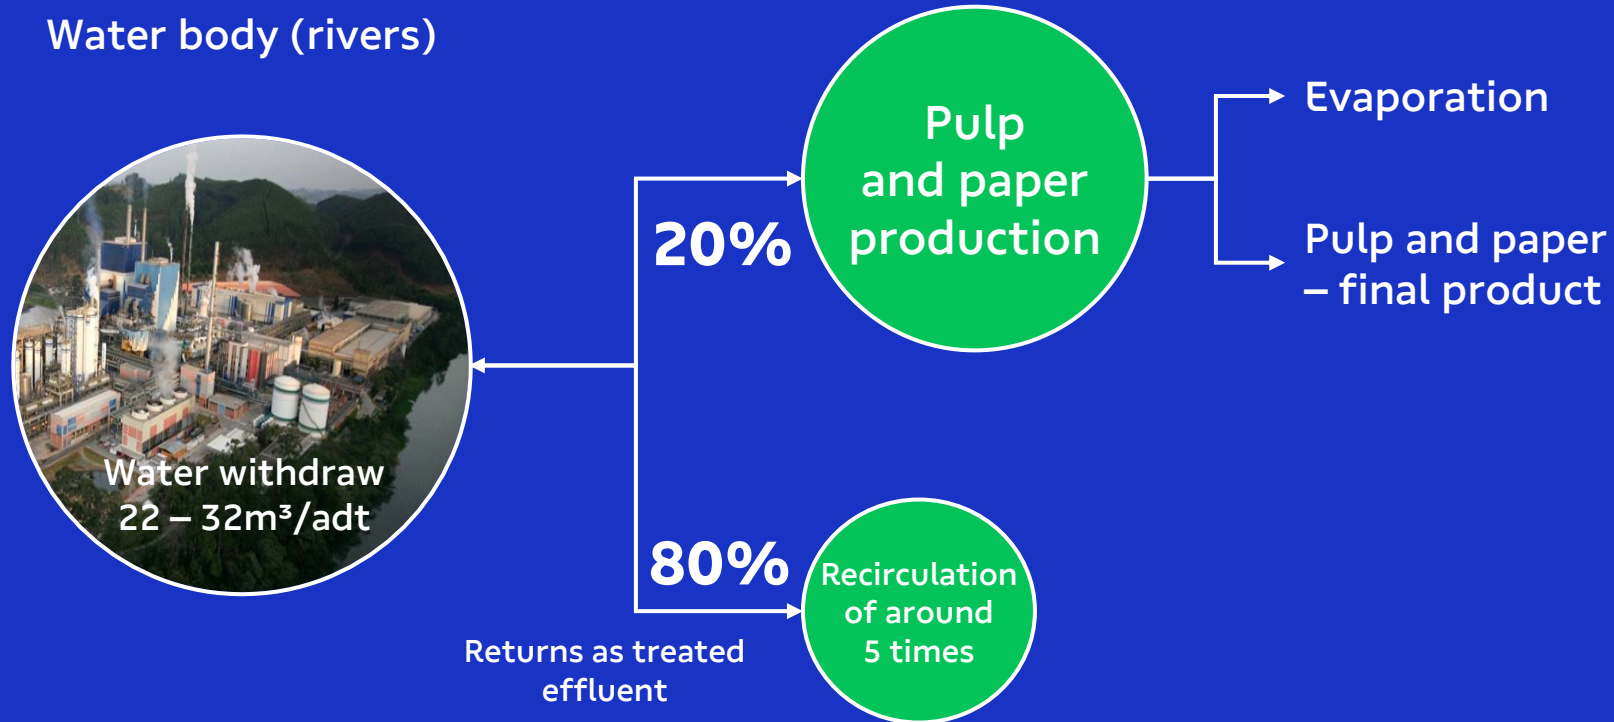 Water body (rivers)
Water withdraw
22 – 32m³/adt
20%
Pulp
and paper
production
Evaporation
Pulp and paper
– final product
80%
Returns as treated
effluent
Recirculation
of around
5 times